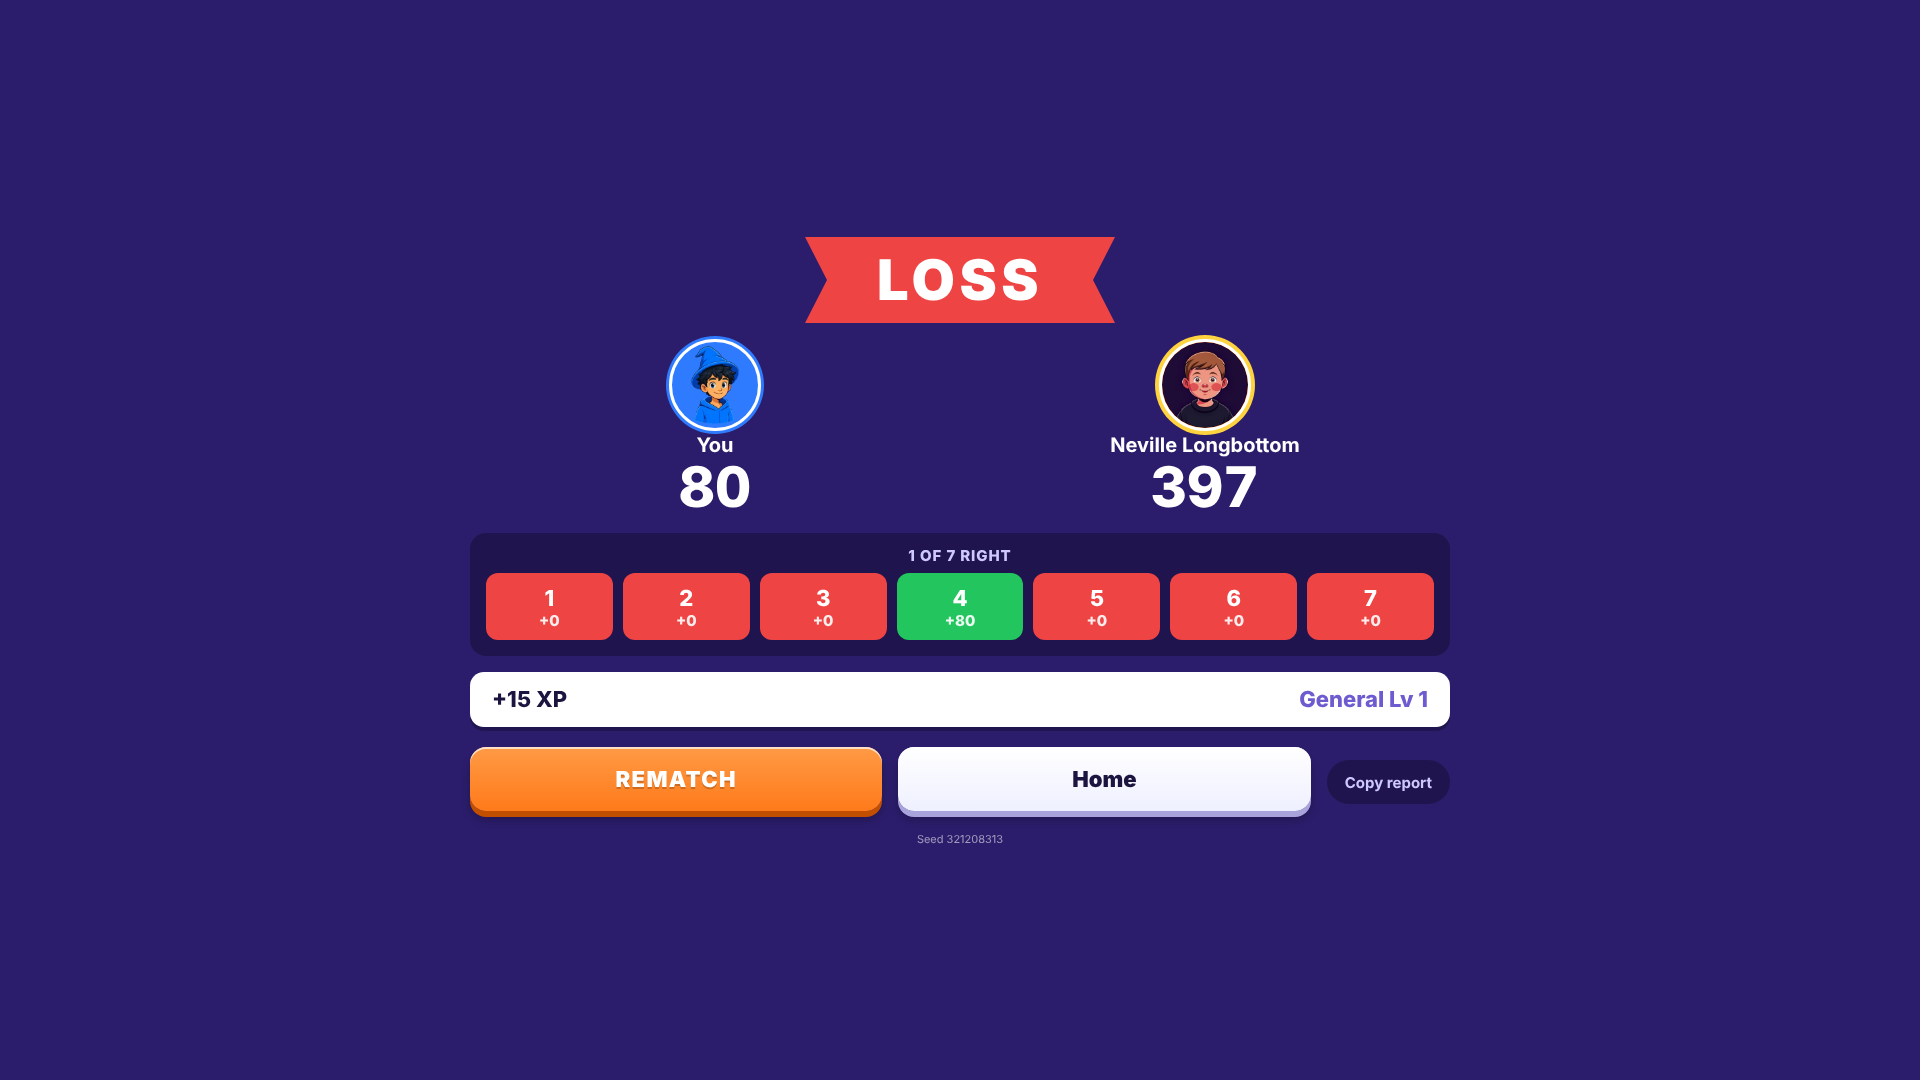 LOSS
You
Neville Longbottom
80
397
1 OF 7 RIGHT
1
+0
2
+0
3
+0
4
+80
5
+0
6
+0
7
+0
+15 XP
General Lv 1
REMATCH
Home
Copy report
Seed 321208313